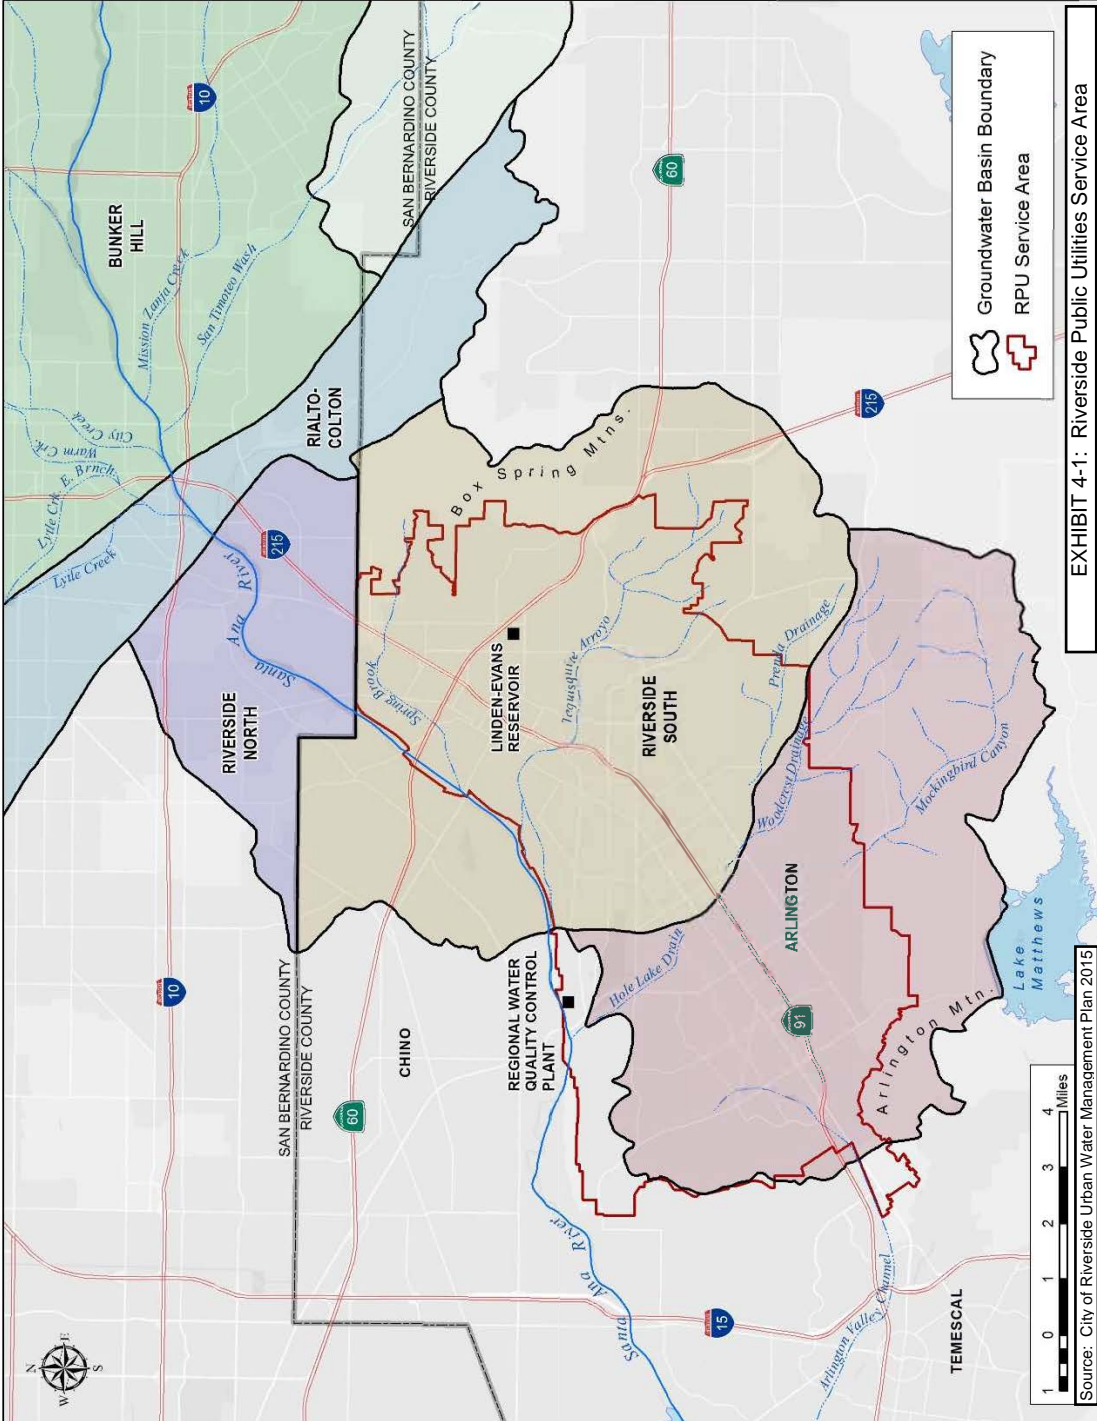 N
W
E
S
10
10
BUNKER
HILL
Mission Zanja Creek
San Timoteo Wash
City Creek
Warm Crk.
E. Brnch
Lytle Crk.
Lytle Creek
SAN BERNARDINO COUNTY
RIVERSIDE COUNTY
RIALTO-
COLTON
215
Santa Ana River
RIVERSIDE
NORTH
SAN BERNARDINO COUNTY
RIVERSIDE COUNTY
60
CHINO
60
Box Spring Mtns.
Spring Brook
LINDEN-EVANS
RESERVOIR
Tequisquite Arroyo
RIVERSIDE
SOUTH
REGIONAL WATER
QUALITY CONTROL
PLANT
Hole Lake Drain
Prenda Drainage
Woodcrest Drainage
Mockingbird Canyon
215
ARLINGTON
91
Arlington Mtn.
Lake
Matthews
Santa Ana River
15
Arlington Valley Channel
TEMESCAL
Groundwater Basin Boundary
RPU Service Area
1 0 1 2 3 4
Miles
Source: City of Riverside Urban Water Management Plan 2015
EXHIBIT 4-1: Riverside Public Utilities Service Area